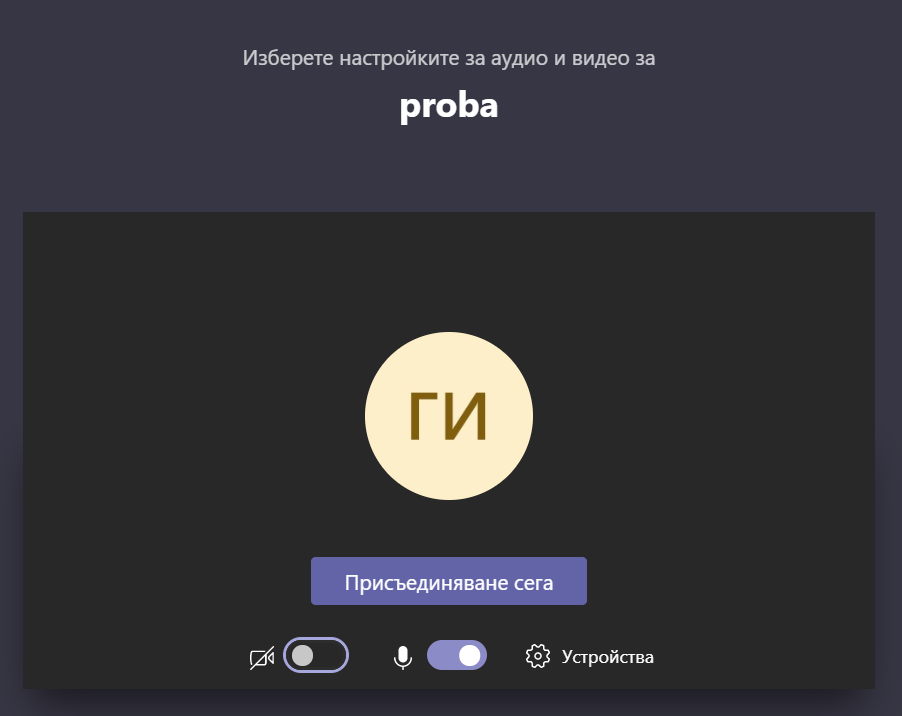 Изберете настройките за аудио и видео за
proba
ГИ
Присъединяване сега
Устройства